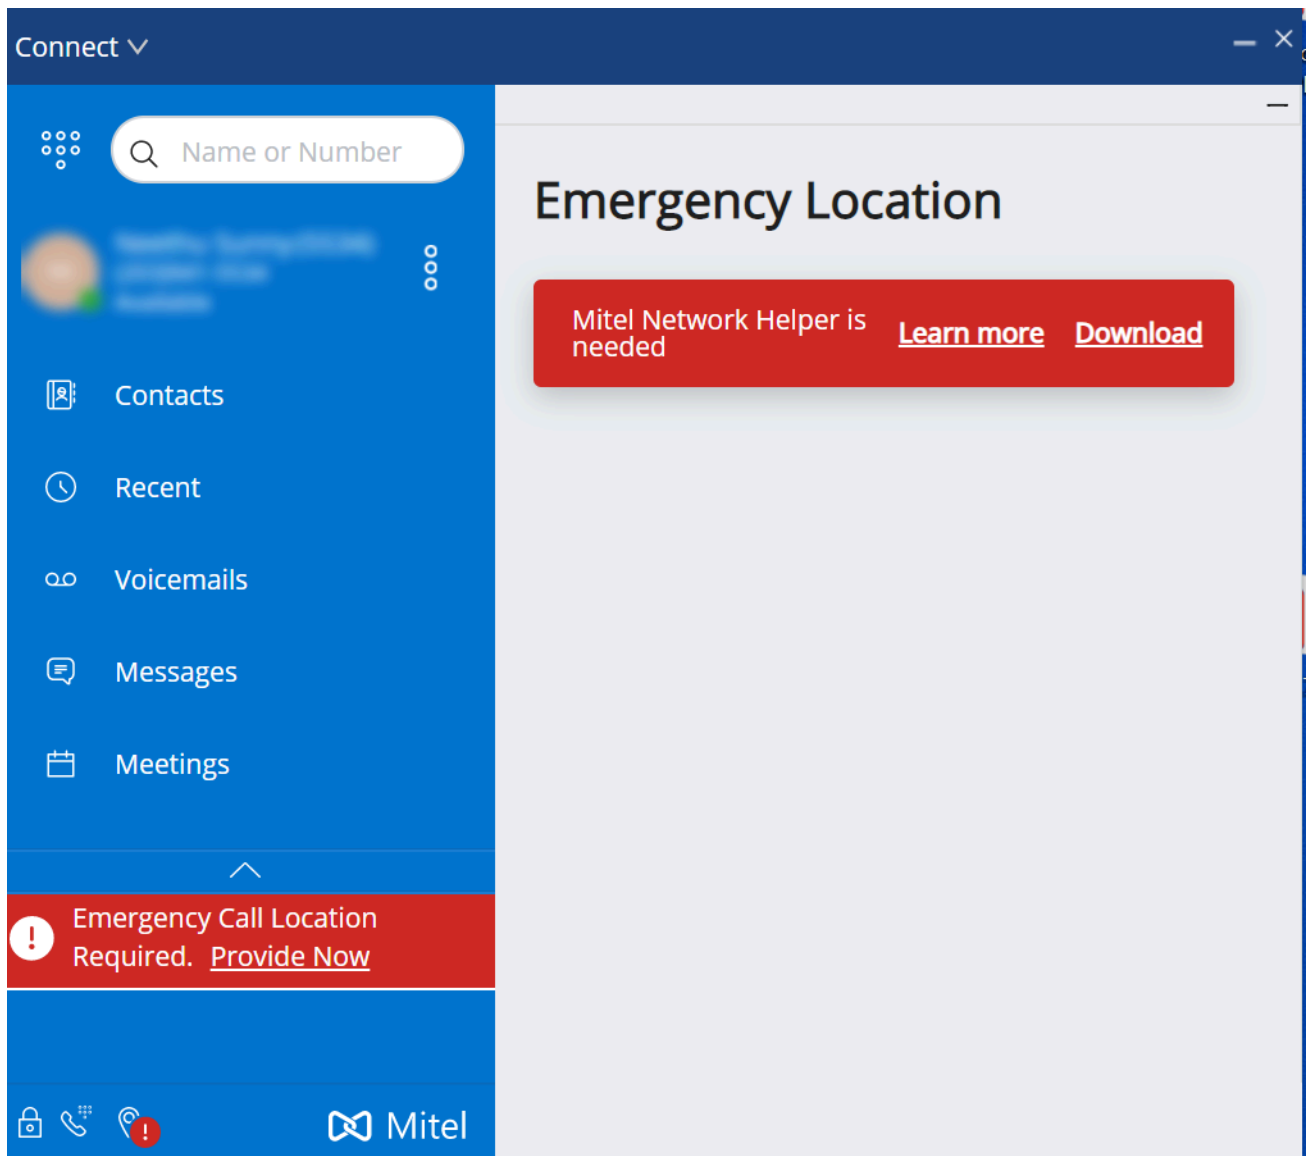 Connect
Name or Number
Emergency Location
Mitel Network Helper is
needed
Learn more
Download
Contacts
Recent
Voicemails
Messages
Meetings
Emergency Call Location
Required. Provide Now
Mitel